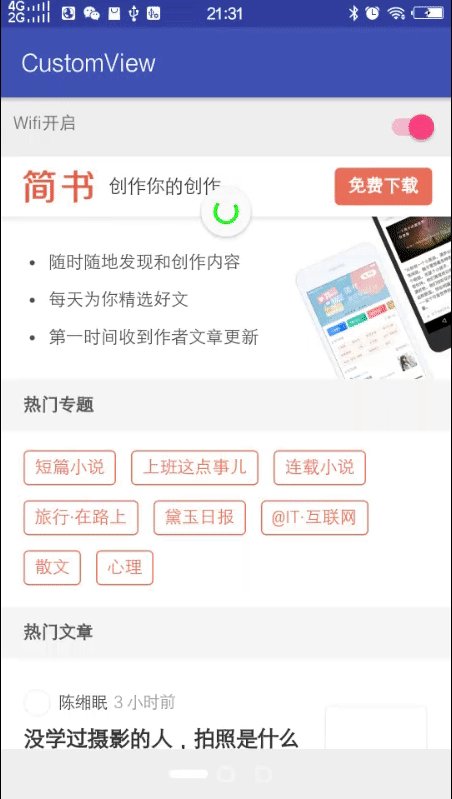 4G 21:31
2G
CustomView
Wifi开启
简书 创作你的创作 免费下载
• 随时随地发现和创作内容
• 每天为你精选好文
• 第一时间收到作者文章更新
热门专题
短篇小说 上班这点事儿 连载小说
旅行·在路上 黛玉日报 @IT·互联网
散文 心理
热门文章
陈缃眠 3 小时前
没学过摄影的人，拍照是什么